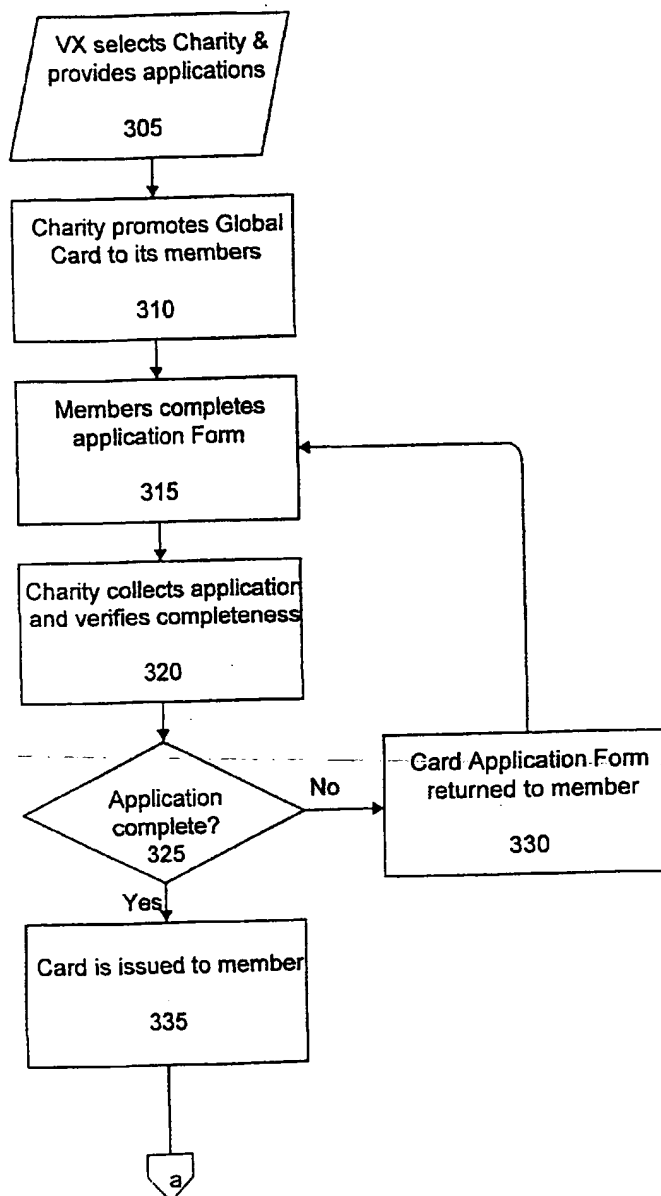 VX selects Charity &
provides applications
305
Charity promotes Global
Card to its members
310
Members completes
application Form
315
Charity collects application
and verifies completeness
320
Application
complete?
325
No
Card Application Form
returned to member
330
Yes
Card is issued to member
335
a